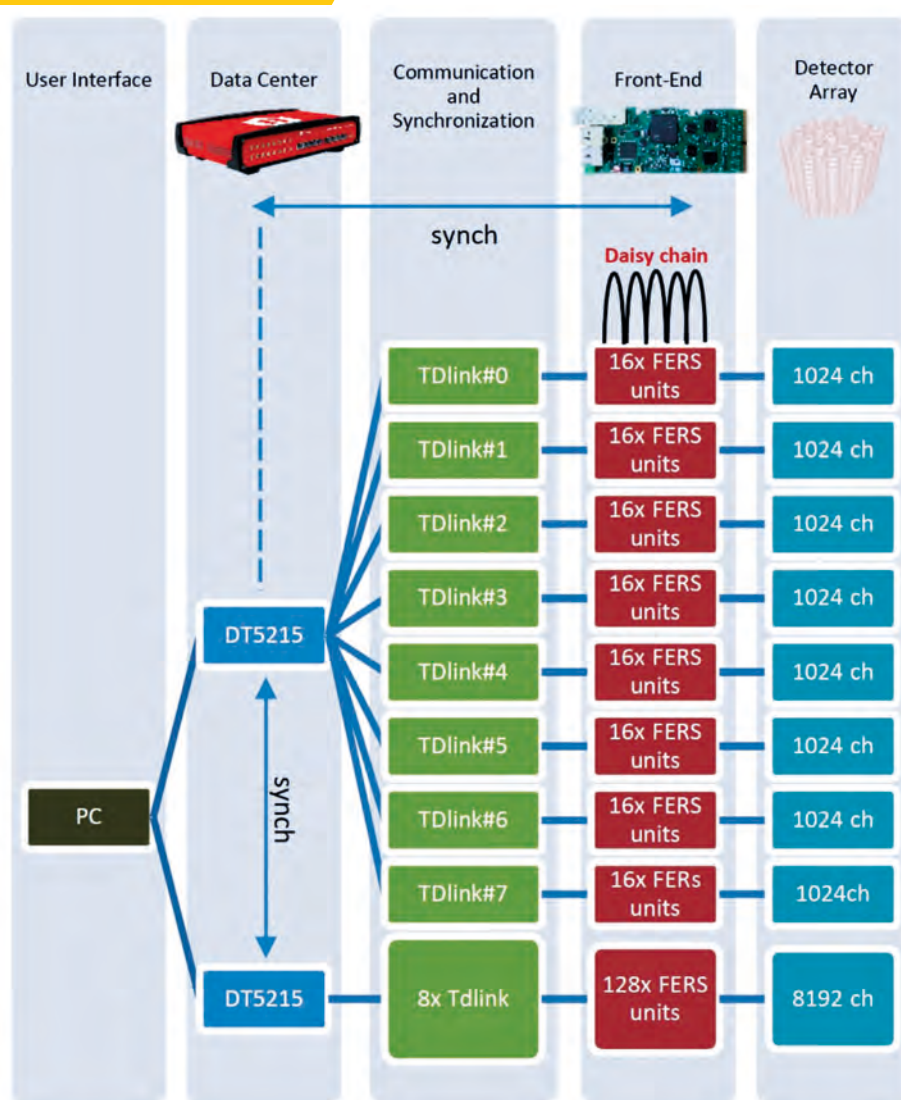 User Interface
Data Center
Communication
and
Synchronization
Front-End
Detector
Array
synch
Daisy chain
TDlink#0
16x FERS
units
1024 ch
TDlink#1
16x FERS
units
1024 ch
TDlink#2
16x FERS
units
1024 ch
TDlink#3
16x FERS
units
1024 ch
DT5215
TDlink#4
16x FERS
units
1024 ch
TDlink#5
16x FERS
units
1024 ch
synch
PC
TDlink#6
16x FERS
units
1024 ch
TDlink#7
16x FERs
units
1024ch
DT5215
8x Tdlink
128x FERS
units
8192 ch